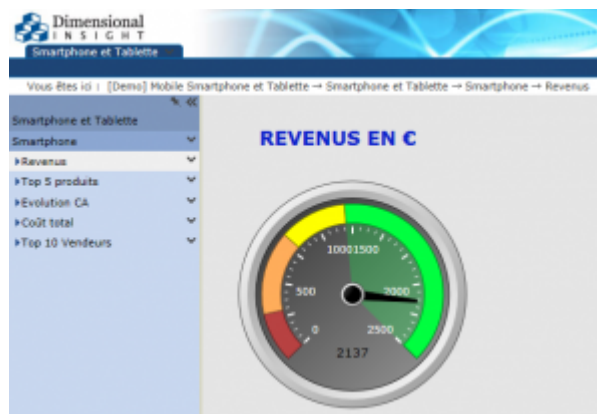 Dimensional
INSIGHT
Smartphone et Tablette
Vous êtes ici : [Demo] Mobile Smartphone et Tablette → Smartphone et Tablette → Smartphone → Revenus
Smartphone et Tablette
Smartphone
Revenus
Top 5 produits
Evolution CA
Coût total
Top 10 Vendeurs
REVENUS EN €
0
500
1000
1500
2000
2500
2137